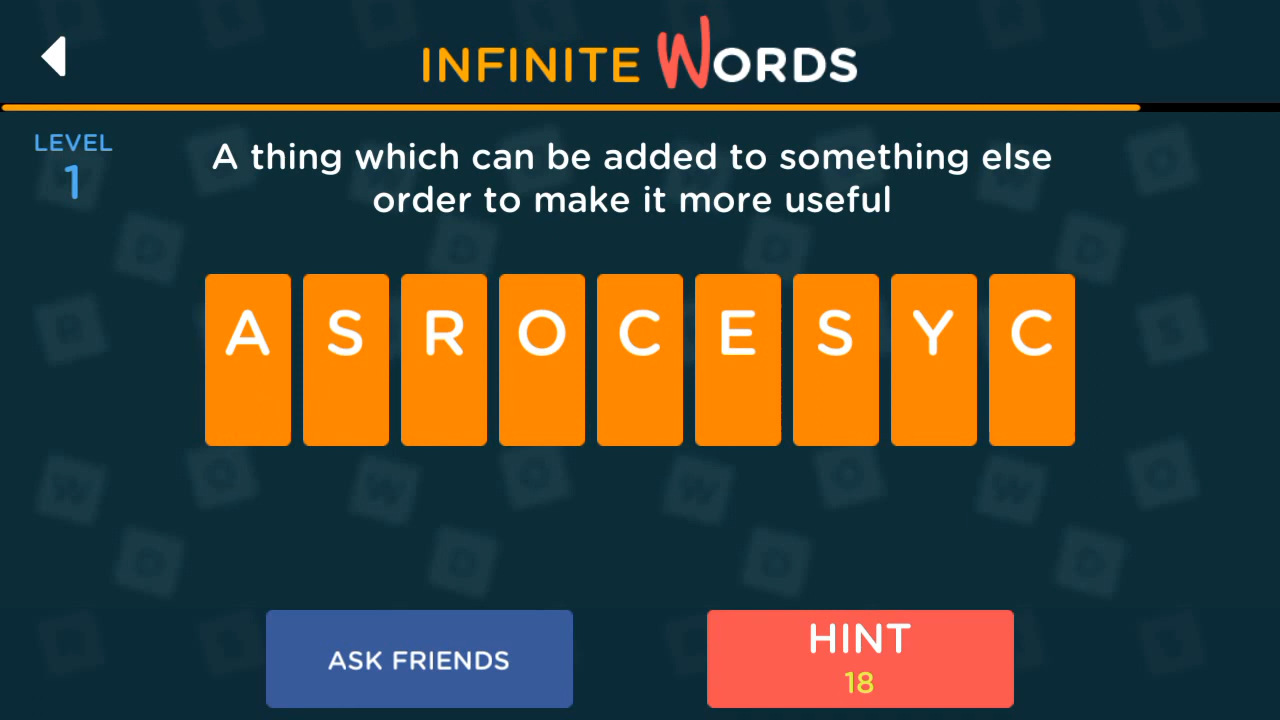 INFINITE WORDS
LEVEL
1
A thing which can be added to something else
order to make it more useful
A S R O C E S Y C
ASK FRIENDS
HINT
18